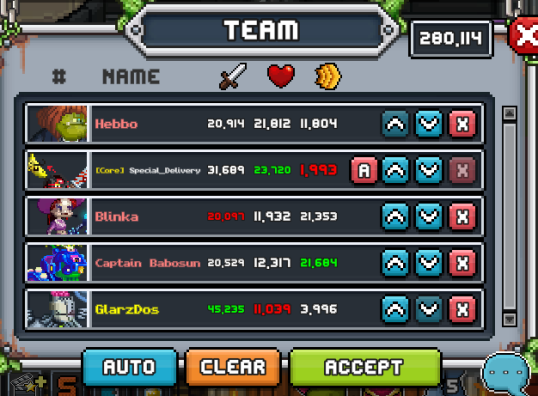 TEAM
280,114
# NAME
Hebbo 20,914 21,812 11,804
[Core] Special_Delivery 31,689 23,720 1,993 A
Blinka 20,097 11,932 21,353
Captain Babosun 20,529 12,317 21,684
GlarzDos 45,235 11,039 3,996
AUTO CLEAR ACCEPT